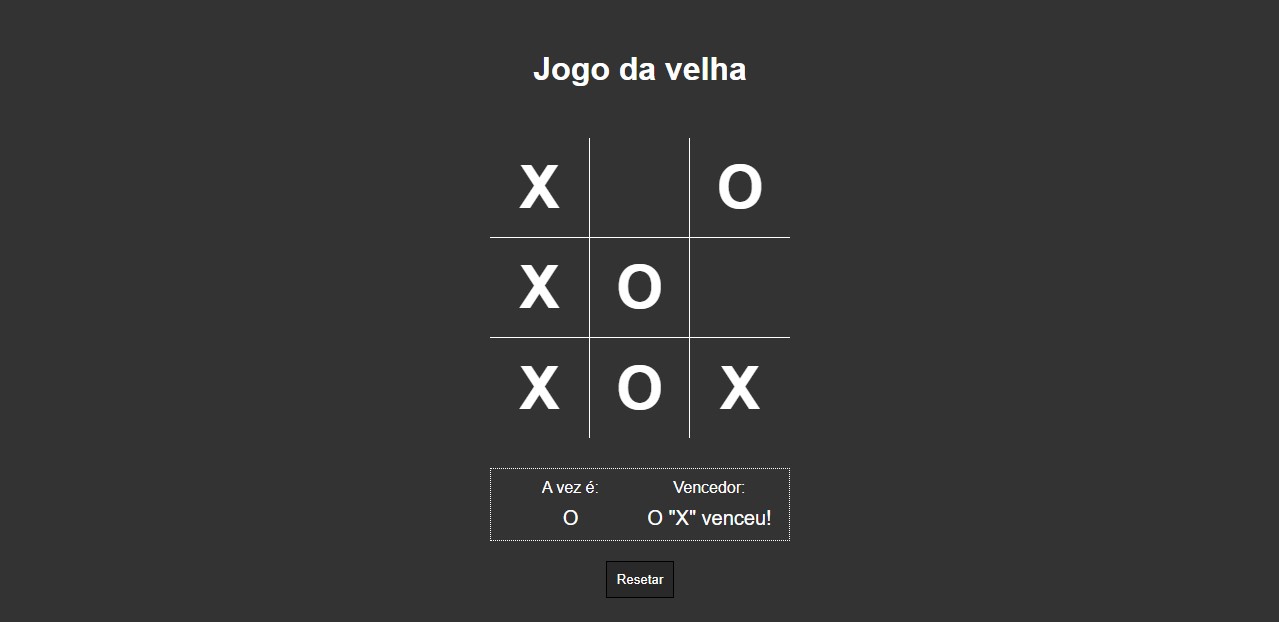 Jogo da velha
X O
X O
X O X
A vez é: Vencedor:
O O "X" venceu!
Resetar